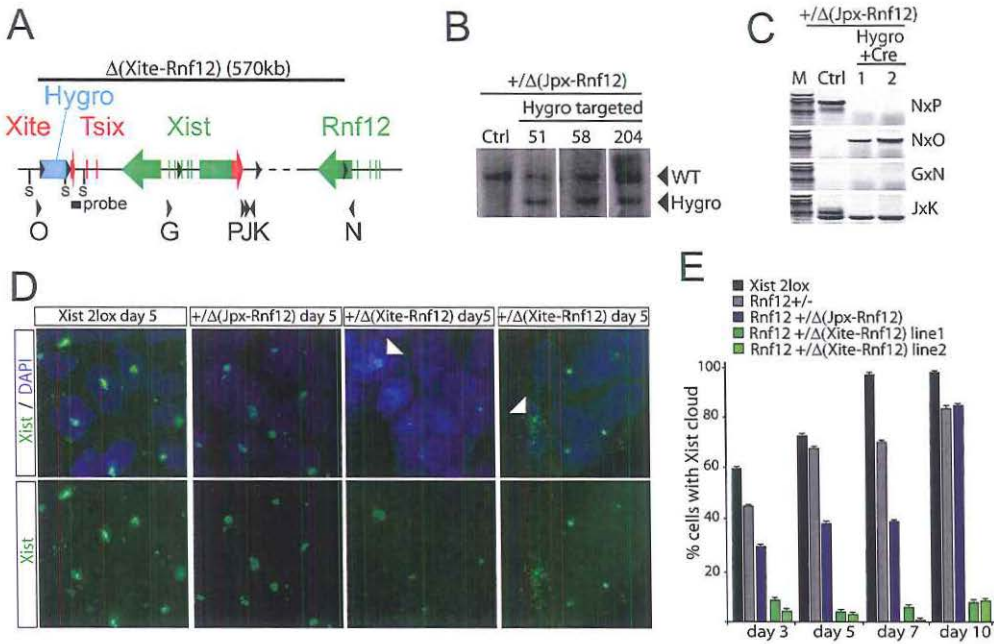 A
Δ(Xite-Rnf12) (570kb)
Hygro
Xite Tsix Xist Rnf12
S S S
probe
O G PJK N
B
+/Δ(Jpx-Rnf12)
Hygro targeted
Ctrl 51 58 204
WT
Hygro
C
+/Δ(Jpx-Rnf12)
Hygro
+Cre
M Ctrl 1 2
NxP
NxO
GxN
JxK
D
Xist 2lox day 5 +/Δ(Jpx-Rnf12) day 5 +/Δ(Xite-Rnf12) day5 +/Δ(Xite-Rnf12) day 5
Xist / DAPI
Xist
E
Xist 2lox
Rnf12+/-
Rnf12 +/Δ(Jpx-Rnf12)
Rnf12 +/Δ(Xite-Rnf12) line1
Rnf12 +/Δ(Xite-Rnf12) line2
% cells with Xist cloud
100
80
60
40
20
day 3 day 5 day 7 day 10